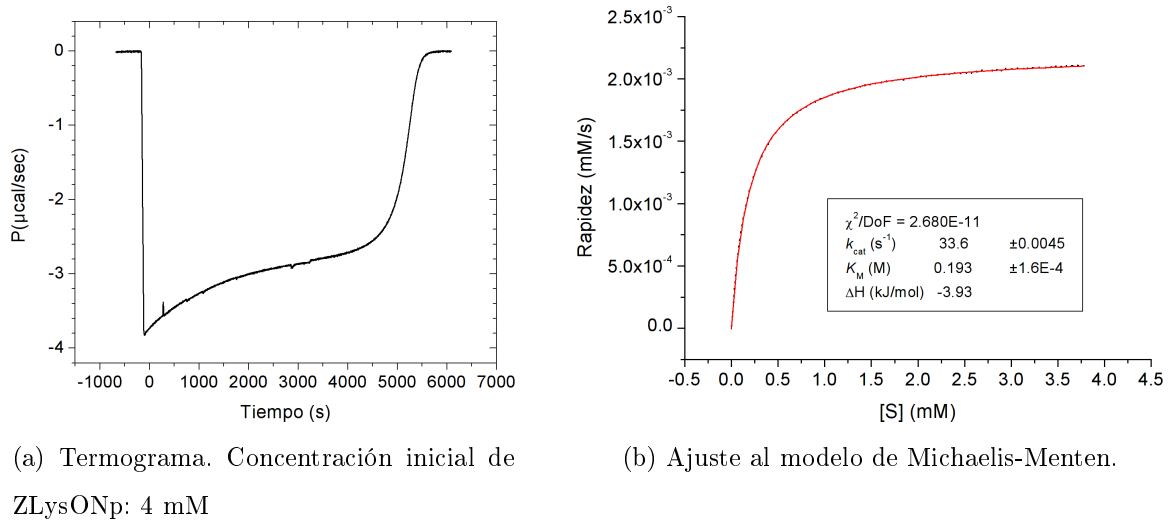 0
-1
-2
-3
-4
P(μcal/sec)
-1000 0 1000 2000 3000 4000 5000 6000 7000
Tiempo (s)
(a) Termograma. Concentración inicial de
ZLysONp: 4 mM
2.5x10⁻³
2.0x10⁻³
1.5x10⁻³
1.0x10⁻³
5.0x10⁻⁴
0.0
Rapidez (mM/s)
χ²/DoF = 2.680E-11
k_cat (s⁻¹) 33.6 ±0.0045
K_M (M) 0.193 ±1.6E-4
ΔH (kJ/mol) -3.93
-0.5 0.0 0.5 1.0 1.5 2.0 2.5 3.0 3.5 4.0 4.5
[S] (mM)
(b) Ajuste al modelo de Michaelis-Menten.